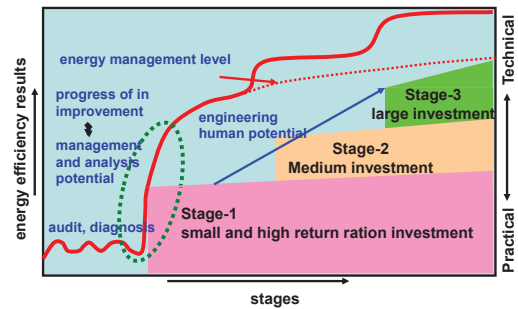 energy management level
progress of in
improvement
management
and analysis
potential
engineering
human potential
audit, diagnosis
Stage-3
large investment
Stage-2
Medium investment
Stage-1
small and high return ration investment
energy efficiency results
Technical
Practical
stages